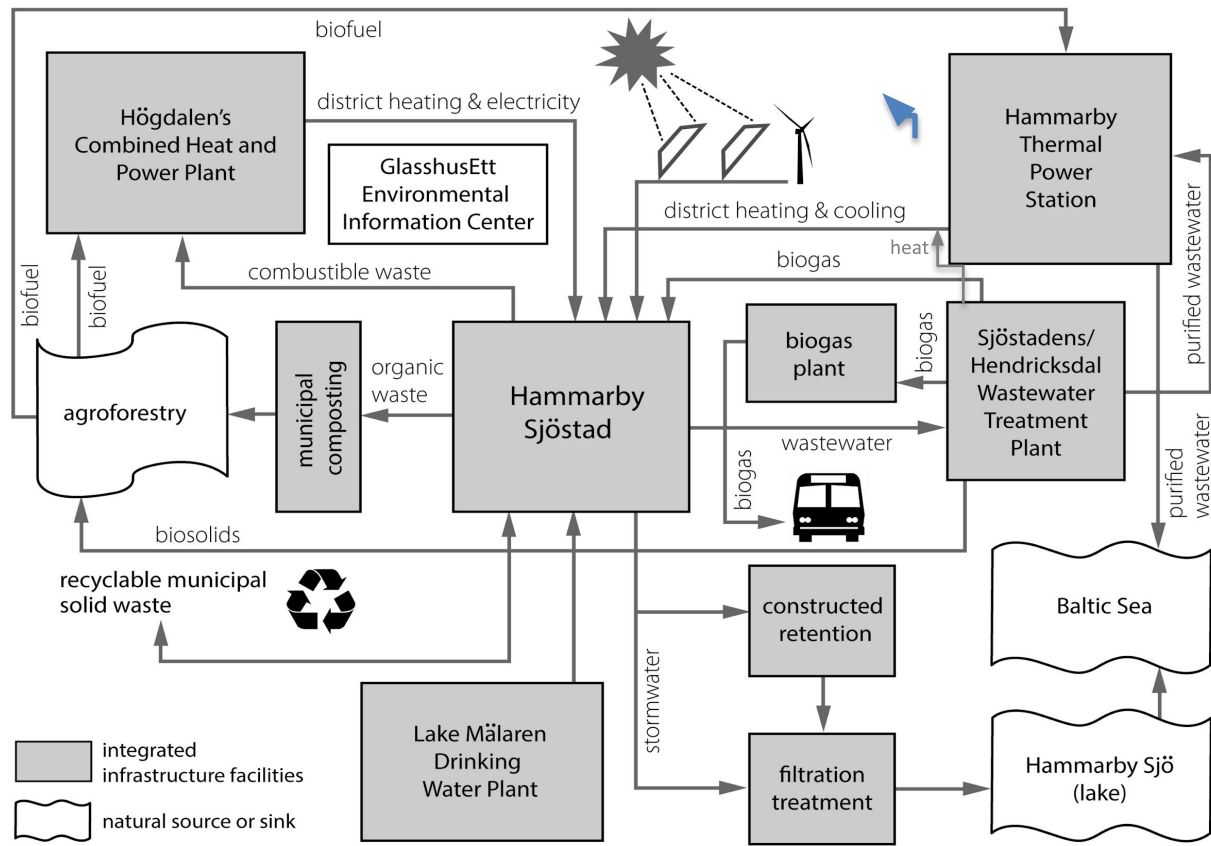 biofuel
Högdalen's
Combined Heat and
Power Plant
district heating & electricity
GlasshusEtt
Environmental
Information Center
Hammarby
Thermal
Power
Station
district heating & cooling
heat
biogas
purified wastewater
combustible waste
biofuel
biofuel
agroforestry
municipal
composting
organic
waste
Hammarby
Sjöstad
biogas
plant
biogas
Sjöstadens/
Hendricksdal
Wastewater
Treatment
Plant
wastewater
biogas
purified
wastewater
biosolids
recyclable municipal
solid waste
constructed
retention
Baltic Sea
stormwater
Lake Mälaren
Drinking
Water Plant
filtration
treatment
Hammarby Sjö
(lake)
integrated
infrastructure facilities
natural source or sink